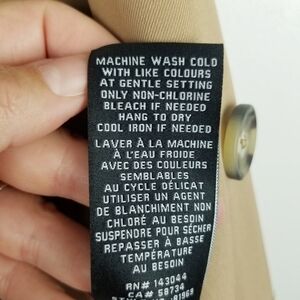 MACHINE WASH COLD
WITH LIKE COLOURS
AT GENTLE SETTING
ONLY NON-CHLORINE
BLEACH IF NEEDED
HANG TO DRY
COOL IRON IF NEEDED
LAVER À LA MACHINE
À L'EAU FROIDE
AVEC DES COULEURS
SEMBLABLES
AU CYCLE DÉLICAT
UTILISER UN AGENT
DE BLANCHIMENT NON
CHLORÉ AU BESOIN
SUSPENDRE POUR SÉCHER
REPASSER À BASSE
TEMPÉRATURE
AU BESOIN
RN# 143044
CA# 58734